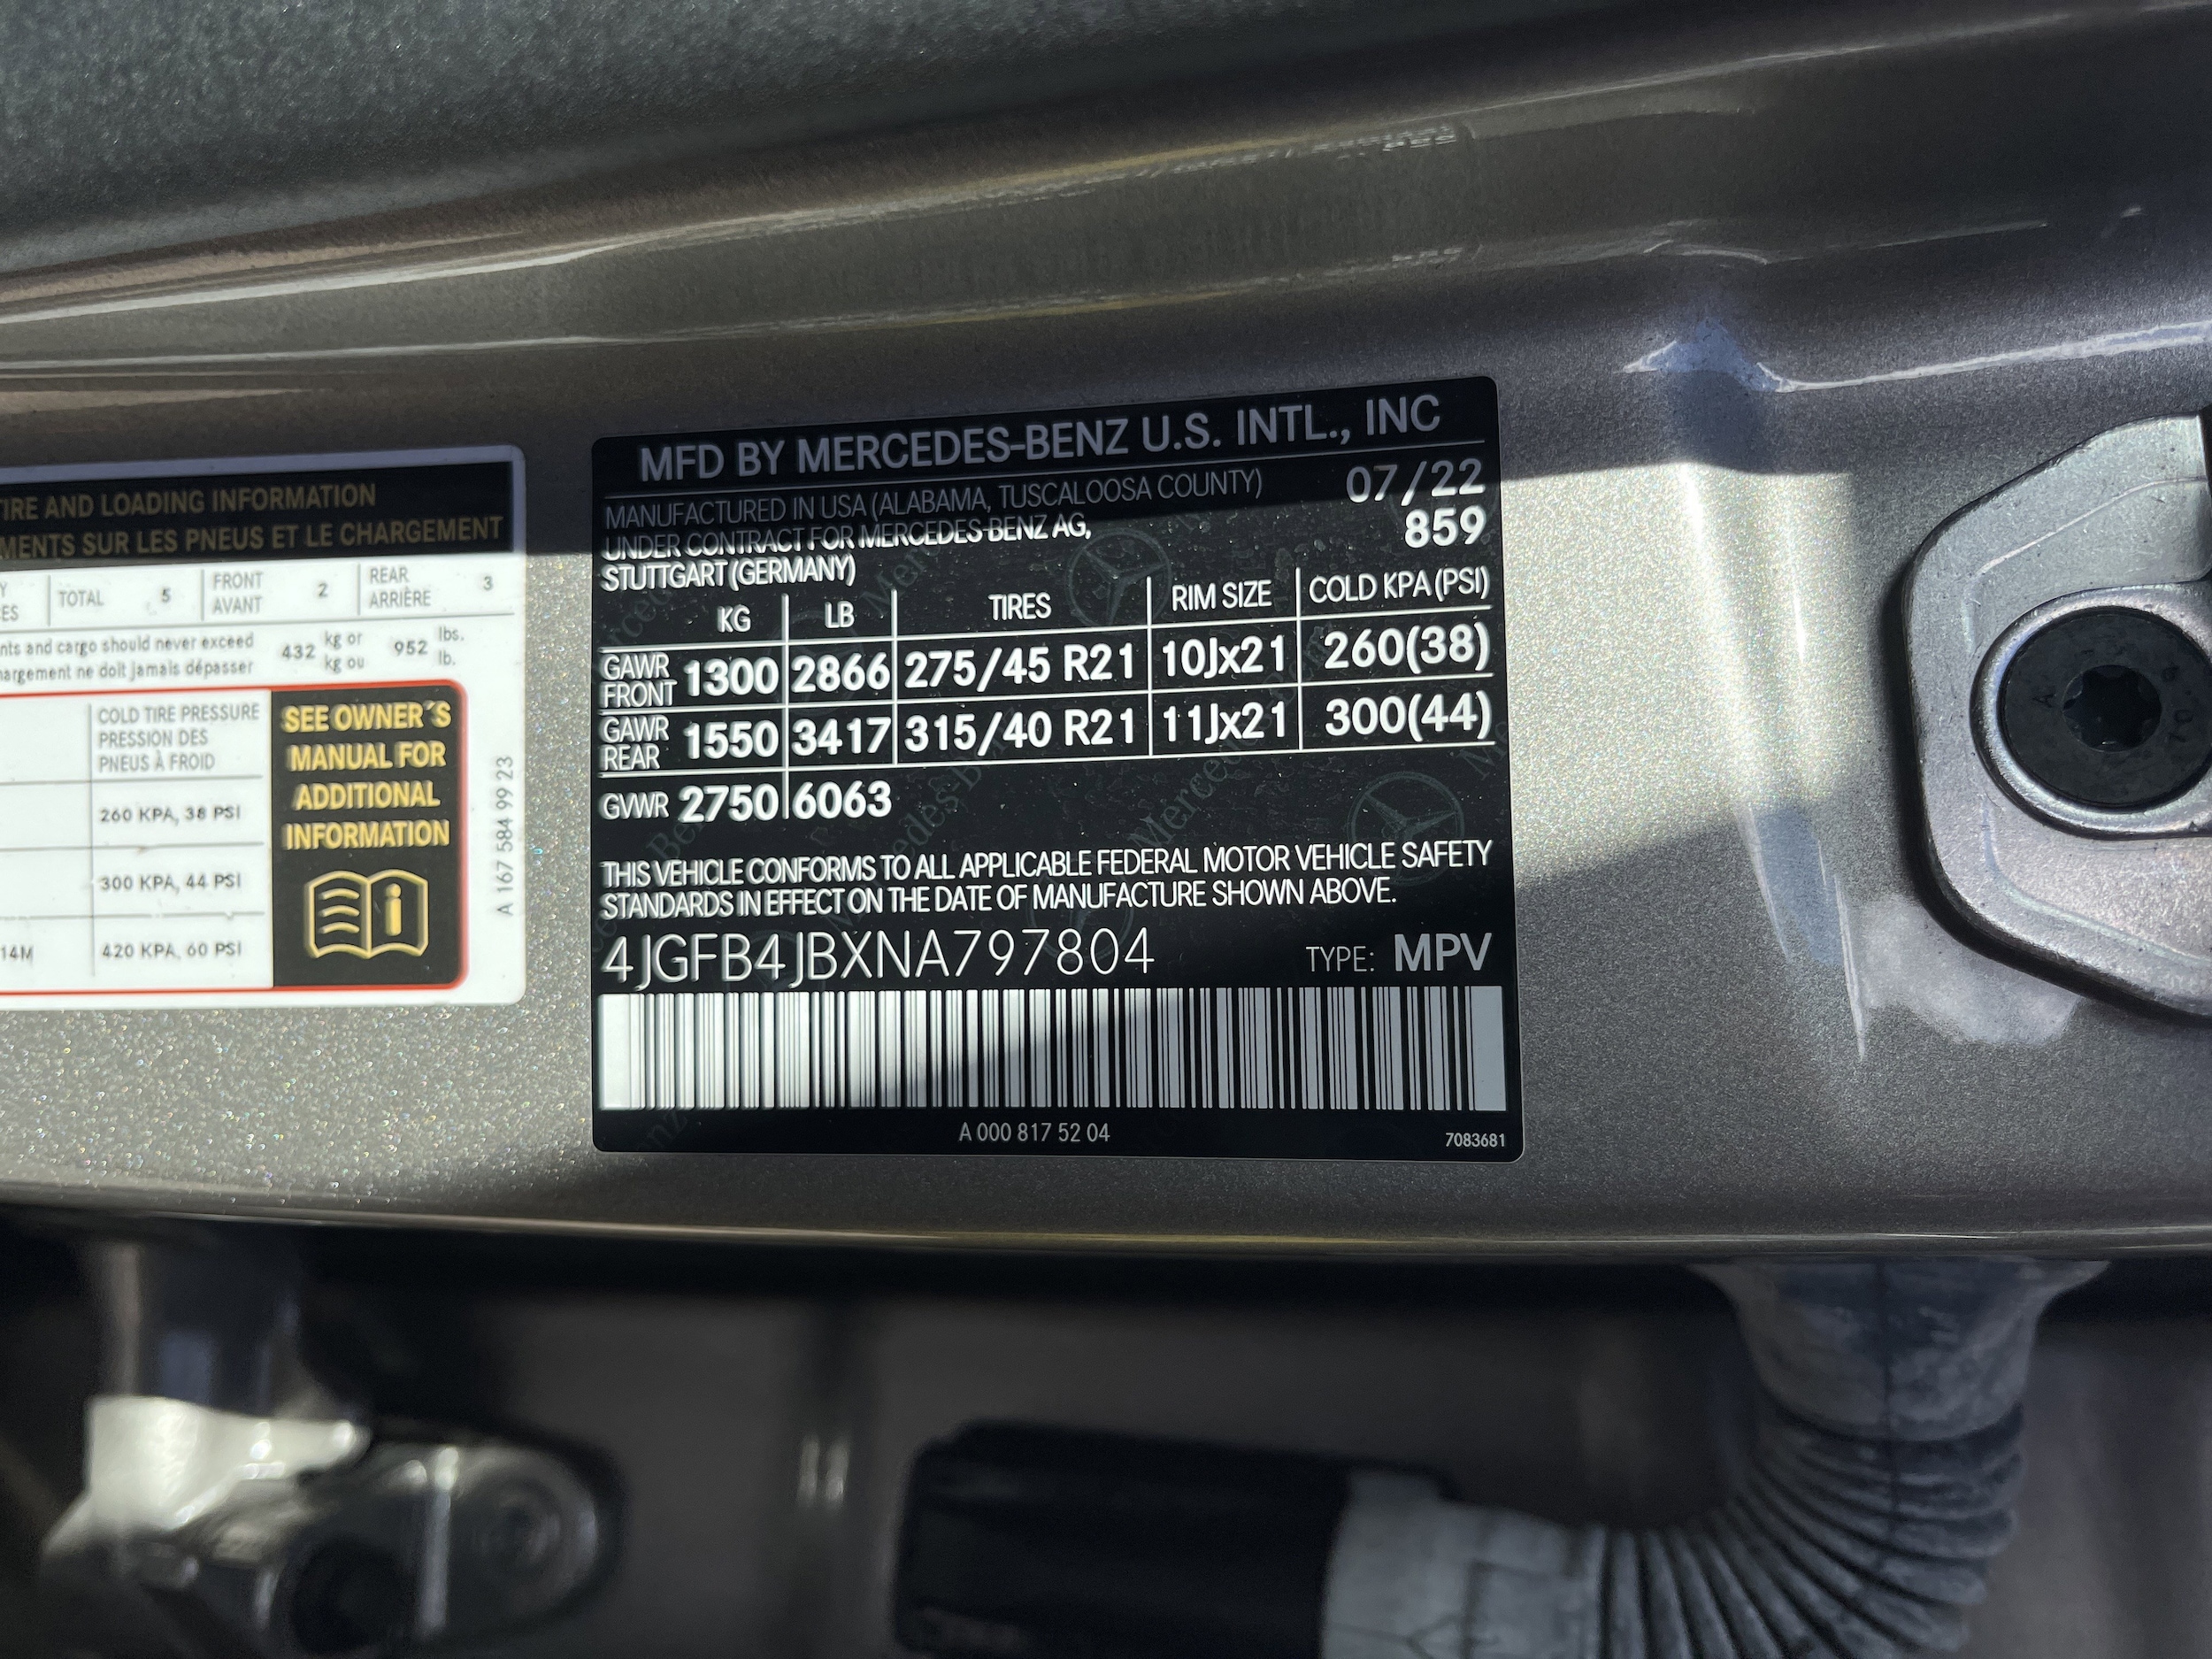 TIRE AND LOADING INFORMATION
MENTS SUR LES PNEUS ET LE CHARGEMENT
TOTAL 5 FRONT AVANT 2 REAR ARRIÈRE 3
nts and cargo should never exceed 432 kg or 952 lbs.
argement ne doit jamais dépasser kg ou lb.
COLD TIRE PRESSURE
PRESSION DES
PNEUS À FROID
260 KPA, 38 PSI
300 KPA, 44 PSI
14M 420 KPA, 60 PSI
SEE OWNER´S
MANUAL FOR
ADDITIONAL
INFORMATION
i
A 167 584 99 23
MFD BY MERCEDES-BENZ U.S. INTL., INC
MANUFACTURED IN USA (ALABAMA, TUSCALOOSA COUNTY) 07/22
UNDER CONTRACT FOR MERCEDES-BENZ AG, 859
STUTTGART (GERMANY)
KG LB TIRES RIM SIZE COLD KPA (PSI)
GAWR FRONT 1300 2866 275/45 R21 10Jx21 260(38)
GAWR REAR 1550 3417 315/40 R21 11Jx21 300(44)
GVWR 2750 6063
THIS VEHICLE CONFORMS TO ALL APPLICABLE FEDERAL MOTOR VEHICLE SAFETY
STANDARDS IN EFFECT ON THE DATE OF MANUFACTURE SHOWN ABOVE.
4JGFB4JBXNA797804 TYPE: MPV
A 000 817 52 04
7083681